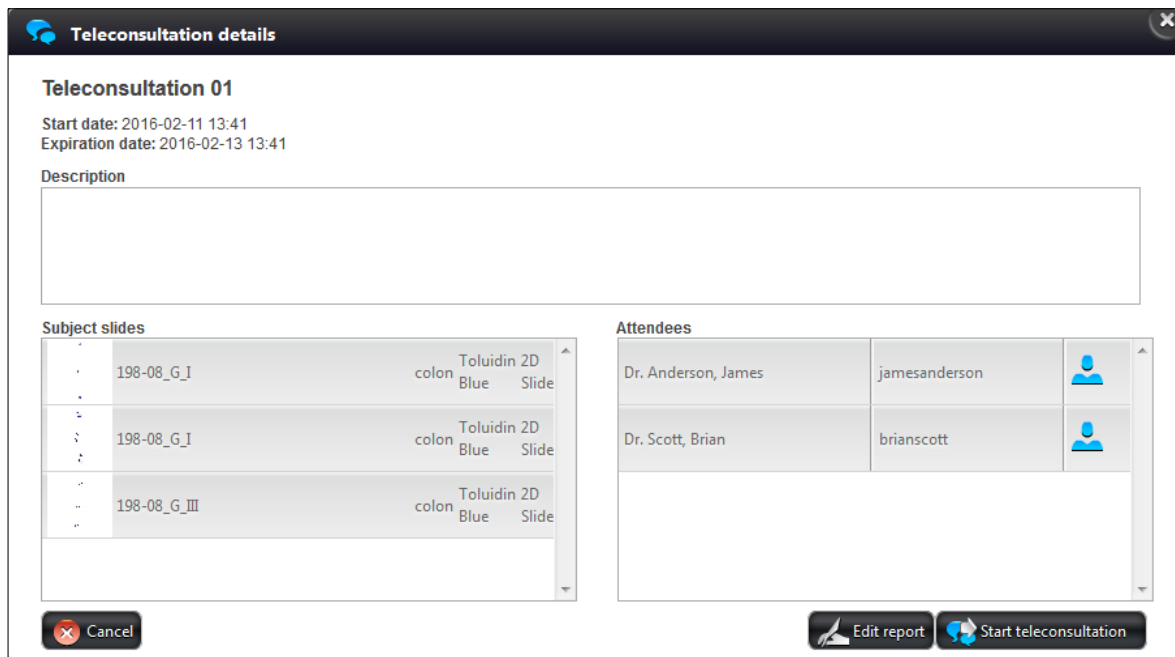 Teleconsultation details
Teleconsultation 01
Start date: 2016-02-11 13:41
Expiration date: 2016-02-13 13:41
Description
Subject slides
198-08_G_I colon Toluidin Blue 2D Slide
198-08_G_I colon Toluidin Blue 2D Slide
198-08_G_III colon Toluidin Blue 2D Slide
Attendees
Dr. Anderson, James jamesanderson
Dr. Scott, Brian brianscott
Cancel
Edit report
Start teleconsultation